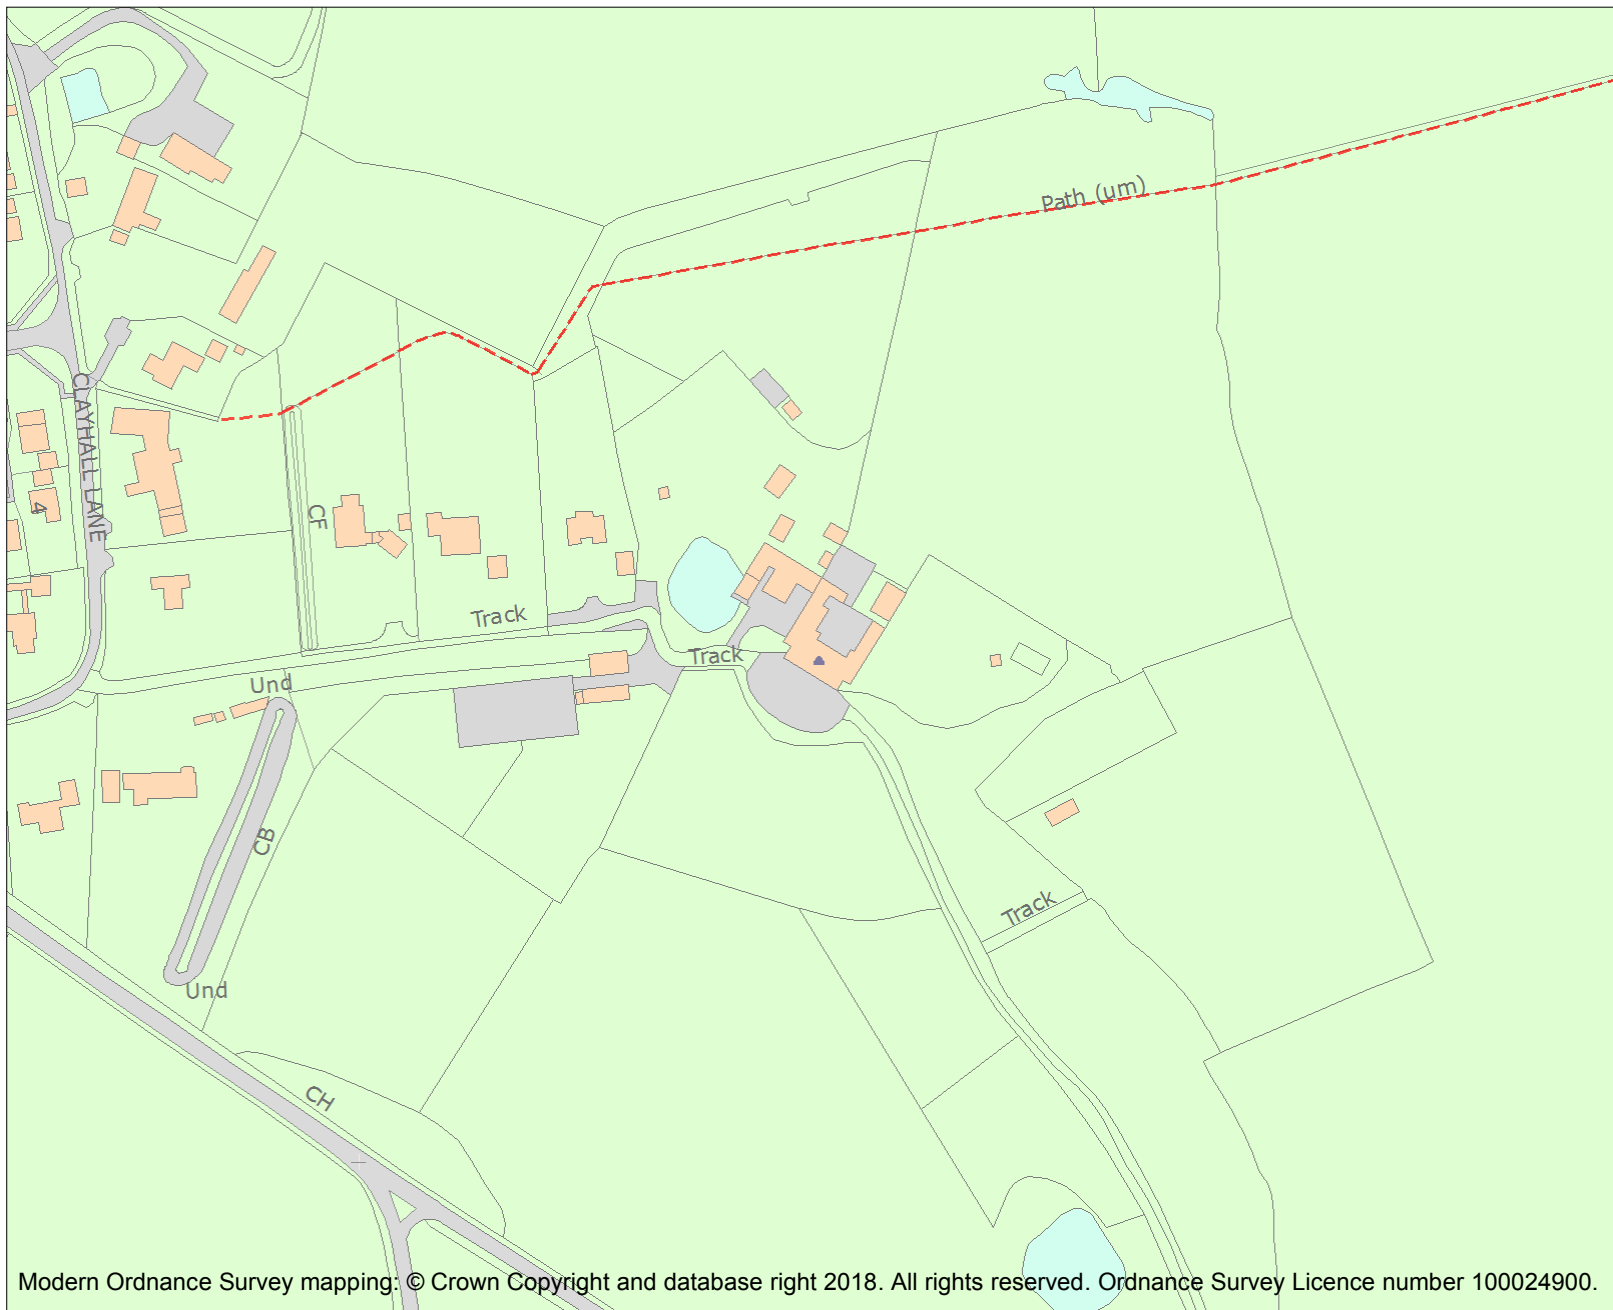 Path (um)
CLAYHALL LANE
4
CF
Track
Track
Und
CB
Track
Und
CH
Modern Ordnance Survey mapping: © Crown Copyright and database right 2018. All rights reserved. Ordnance Survey Licence number 100024900.